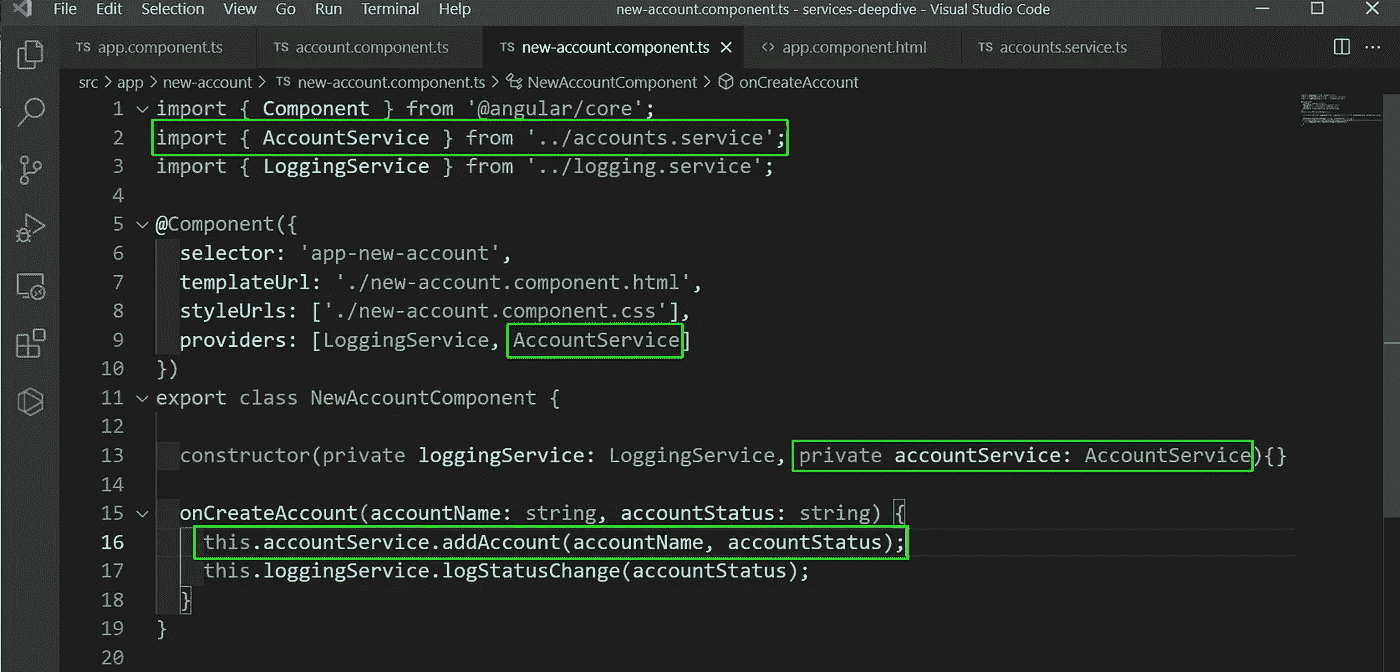 File Edit Selection View Go Run Terminal Help new-account.component.ts - services-deepdive - Visual Studio Code
TS app.component.ts TS account.component.ts TS new-account.component.ts app.component.html TS accounts.service.ts
src > app > new-account > TS new-account.component.ts > NewAccountComponent > onCreateAccount
1 import { Component } from '@angular/core';
2 import { AccountService } from '../accounts.service';
3 import { LoggingService } from '../logging.service';
4
5 @Component({
6 selector: 'app-new-account',
7 templateUrl: './new-account.component.html',
8 styleUrls: ['./new-account.component.css'],
9 providers: [LoggingService, AccountService]
10 })
11 export class NewAccountComponent {
12
13 constructor(private loggingService: LoggingService, private accountService: AccountService){}
14
15 onCreateAccount(accountName: string, accountStatus: string) {
16 this.accountService.addAccount(accountName, accountStatus);
17 this.loggingService.logStatusChange(accountStatus);
18 }
19 }
20